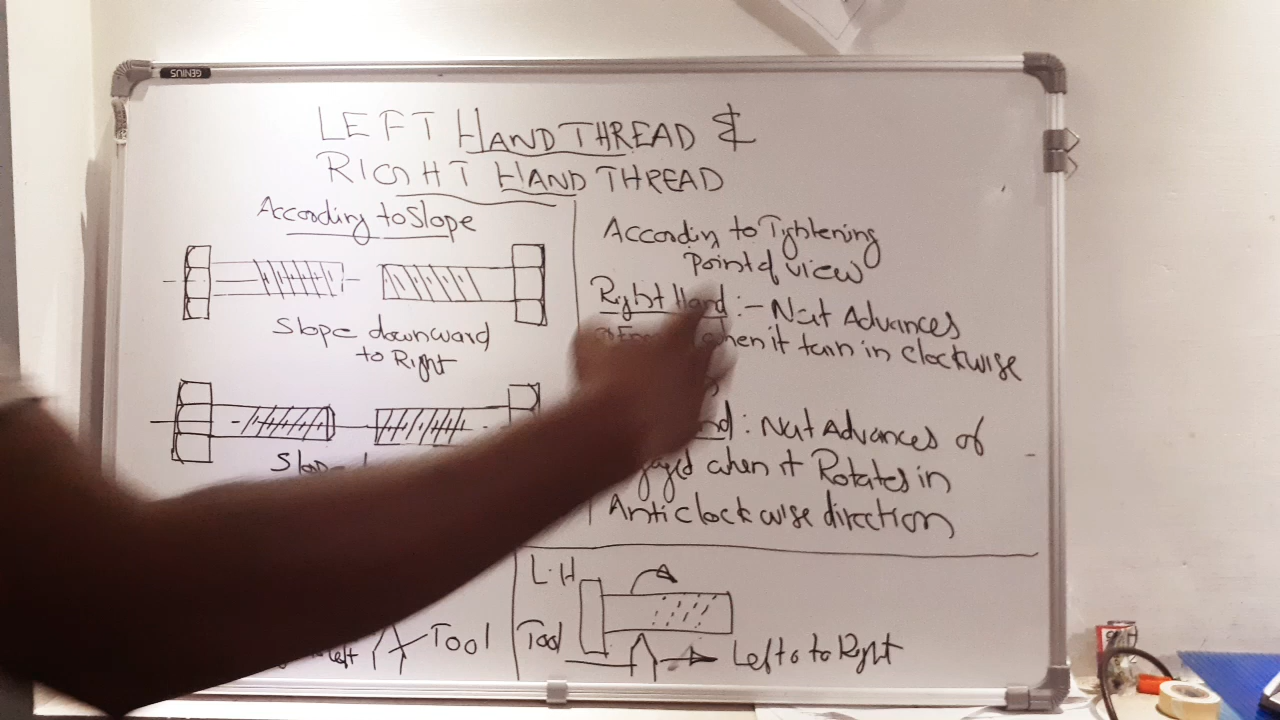 GENIUS
LEFT HAND THREAD &
RIGHT HAND THREAD
According to Slope
Slope downward
to Right
According to Tightening
Point of view
Right Hand :- Nut Advances
when it turn in clockwise
: Nut Advances of
when it Rotates in
Anticlockwise direction
Tool
L.H
Tool
Left o to Right